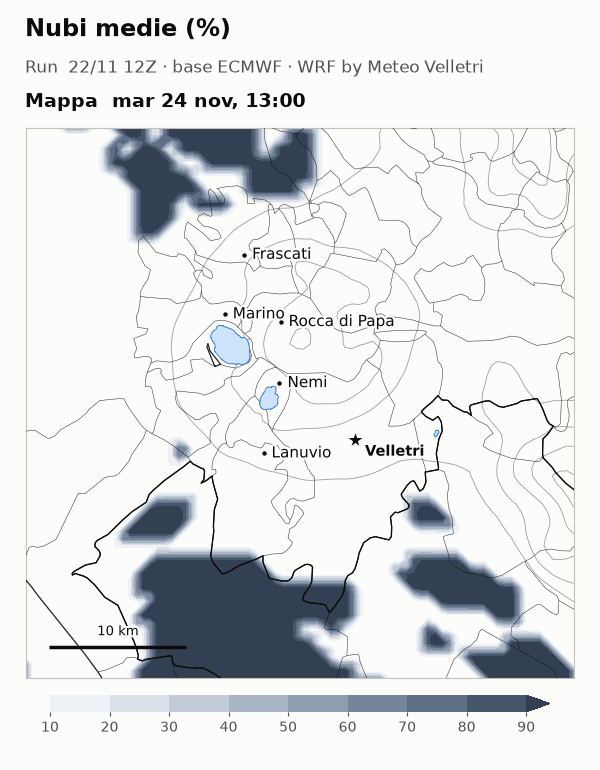 Nubi medie (%)
Run  22/11 12Z · base ECMWF · WRF by Meteo Velletri
Mappa  mar 24 nov, 13:00
Frascati
Marino
Rocca di Papa
Nemi
Velletri
Lanuvio
10 km
10 20 30 40 50 60 70 80 90